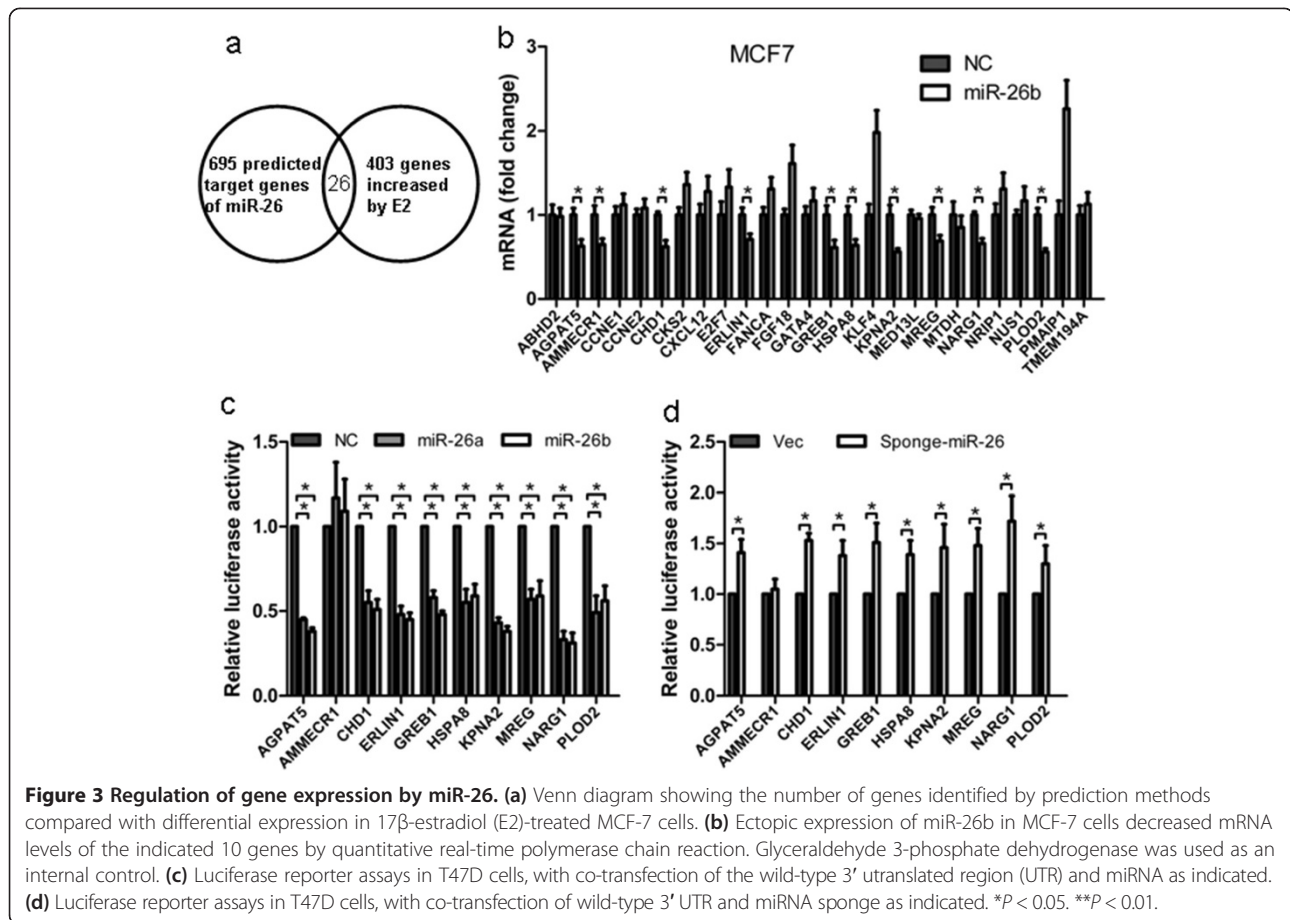 a
695 predicted
target genes
of miR-26
26
403 genes
increased
by E2
b
MCF7
NC
miR-26b
mRNA (fold change)
3
2
1
0
* * * * * * * * * *
ABHD2
AGPAT5
AMMECR1
CCNE1
CCNE2
CHD1
CKS2
CXCL12
E2F7
ERLIN1
FANCA
FGF18
GATA4
GREB1
HSPA8
KLF4
KPNA2
MED13L
MREG
MTDH
NARG1
NRIP1
NUS1
PLOD2
PMAIP1
TMEM194A
c
NC miR-26a miR-26b
Relative luciferase activity
1.5
1.0
0.5
0.0
* * * * * * * * *
* * * * * * * * *
AGPAT5
AMMECR1
CHD1
ERLIN1
GREB1
HSPA8
KPNA2
MREG
NARG1
PLOD2
d
Vec Sponge-miR-26
Relative luciferase activity
2.5
2.0
1.5
1.0
0.5
0.0
* * * * * * * * *
AGPAT5
AMMECR1
CHD1
ERLIN1
GREB1
HSPA8
KPNA2
MREG
NARG1
PLOD2
Figure 3 Regulation of gene expression by miR-26. (a) Venn diagram showing the number of genes identified by prediction methods
compared with differential expression in 17β-estradiol (E2)-treated MCF-7 cells. (b) Ectopic expression of miR-26b in MCF-7 cells decreased mRNA
levels of the indicated 10 genes by quantitative real-time polymerase chain reaction. Glyceraldehyde 3-phosphate dehydrogenase was used as an
internal control. (c) Luciferase reporter assays in T47D cells, with co-transfection of the wild-type 3′ utranslated region (UTR) and miRNA as indicated.
(d) Luciferase reporter assays in T47D cells, with co-transfection of wild-type 3′ UTR and miRNA sponge as indicated. *P < 0.05. **P < 0.01.